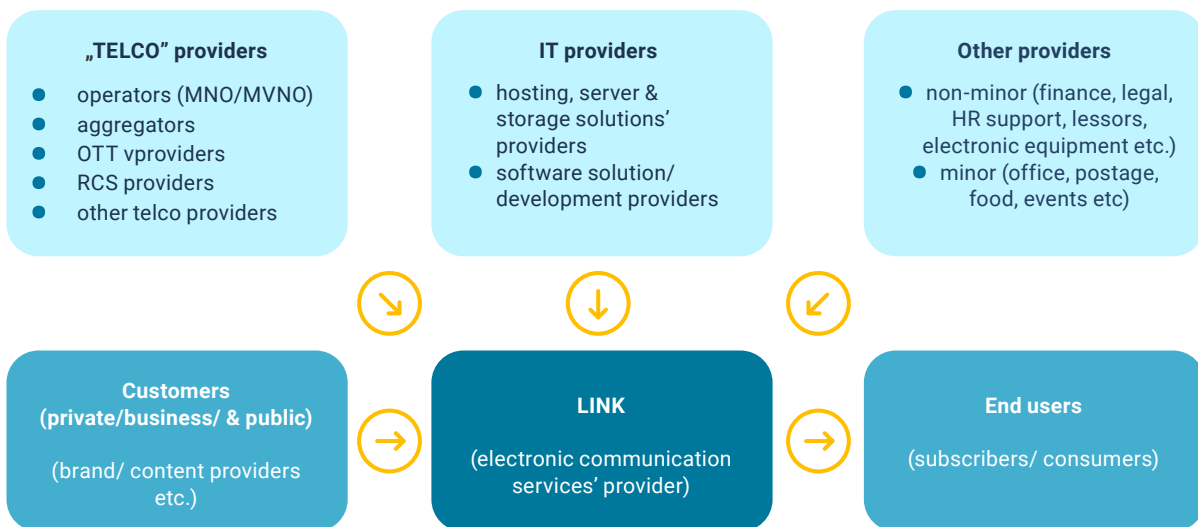 „TELCO” providers
operators (MNO/MVNO)
aggregators
OTT vproviders
RCS providers
other telco providers
IT providers
hosting, server &
storage solutions’
providers
software solution/
development providers
Other providers
non-minor (finance, legal,
HR support, lessors,
electronic equipment etc.)
minor (office, postage,
food, events etc)
Customers
(private/business/ & public)
(brand/ content providers
etc.)
LINK
(electronic communication
services’ provider)
End users
(subscribers/ consumers)